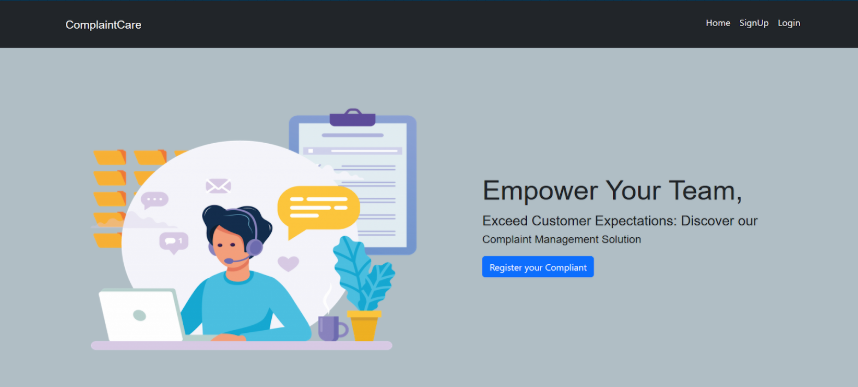 ComplaintCare
Home SignUp Login
Empower Your Team,
Exceed Customer Expectations: Discover our
Complaint Management Solution
Register your Compliant